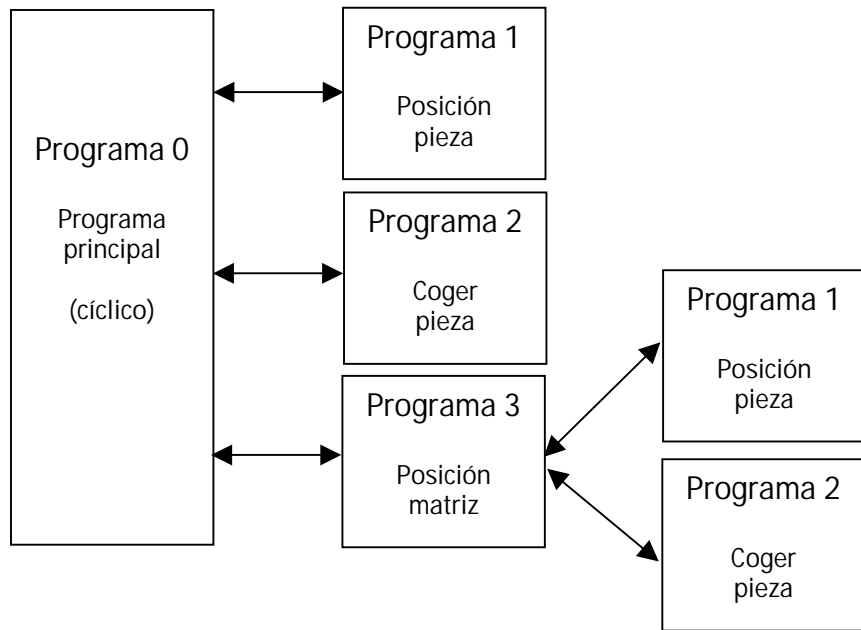 Programa 0
Programa
principal
(cíclico)
Programa 1
Posición
pieza
Programa 2
Coger
pieza
Programa 3
Posición
matriz
Programa 1
Posición
pieza
Programa 2
Coger
pieza